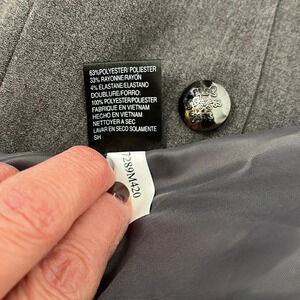 63%POLYESTER/ POLIESTER
33% RAYONNE/RAYON
4% ELASTANE/ELASTANO
DOUBLURE/FORRO:
100% POLYESTER/POLIESTER
FABRIQUE EN VIETNAM
HECHO EN VIETNAM
NETTOYER A SEC
LAVAR EN SECO SOLAMENTE
SH
7289M420